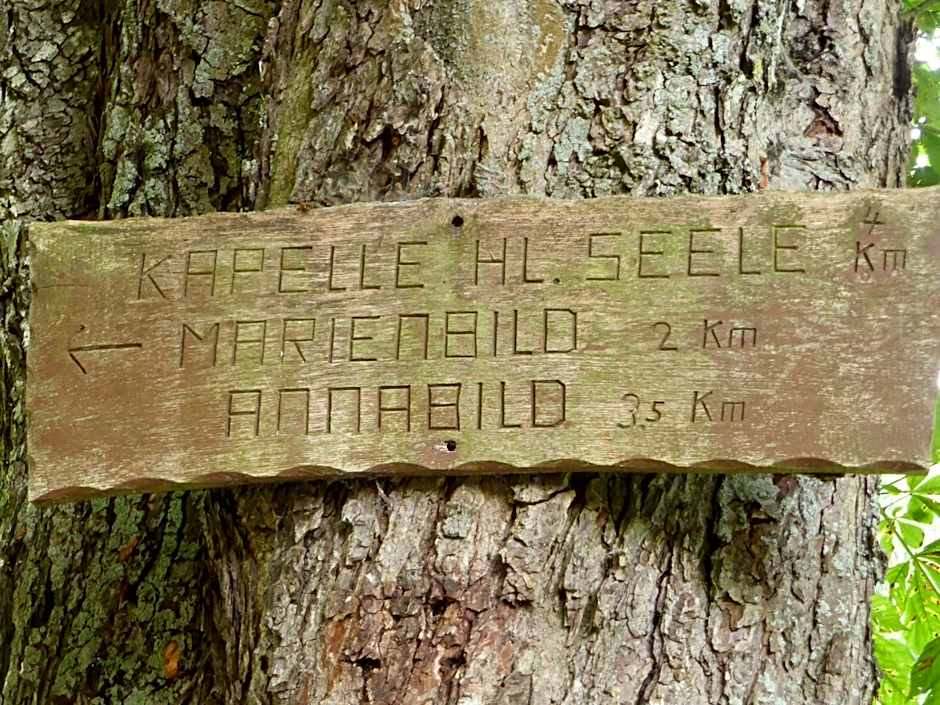 KAPELLE HL. SEELE 4 Km
← MARIENBILD 2 Km
ANNABILD 3.5 Km